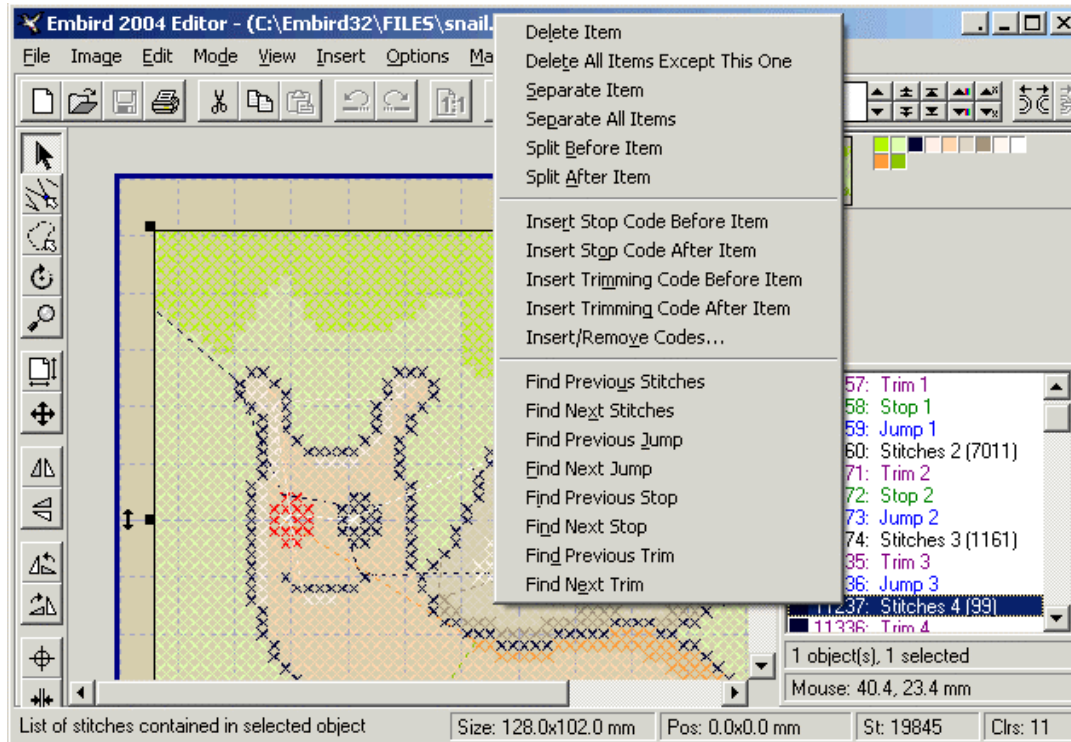 Embird 2004 Editor - (C:\Embird32\FILES\snail.
File Image Edit Mode View Insert Options Ma
1:1
Delete Item
Delete All Items Except This One
Separate Item
Separate All Items
Split Before Item
Split After Item
Insert Stop Code Before Item
Insert Stop Code After Item
Insert Trimming Code Before Item
Insert Trimming Code After Item
Insert/Remove Codes...
Find Previous Stitches
Find Next Stitches
Find Previous Jump
Find Next Jump
Find Previous Stop
Find Next Stop
Find Previous Trim
Find Next Trim
57: Trim 1
58: Stop 1
59: Jump 1
60: Stitches 2 (7011)
71: Trim 2
72: Stop 2
73: Jump 2
74: Stitches 3 (1161)
35: Trim 3
36: Jump 3
11237: Stitches 4 (99)
11336: Trim 4
1 object(s), 1 selected
Mouse: 40.4, 23.4 mm
List of stitches contained in selected object
Size: 128.0x102.0 mm
Pos: 0.0x0.0 mm
St: 19845
Clrs: 11